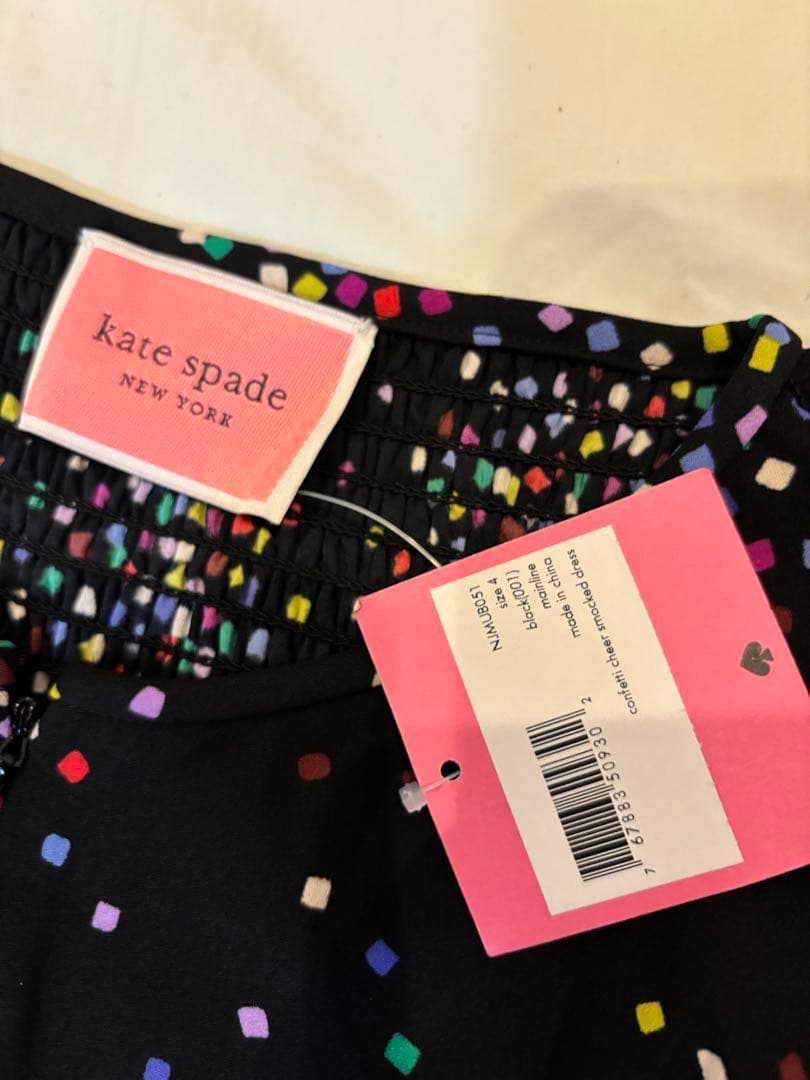 kate spade
NEW YORK
NJMUB051
size 4
black(001)
mainline
made in china
confetti cheer smocked dress
7 67883 50930 2